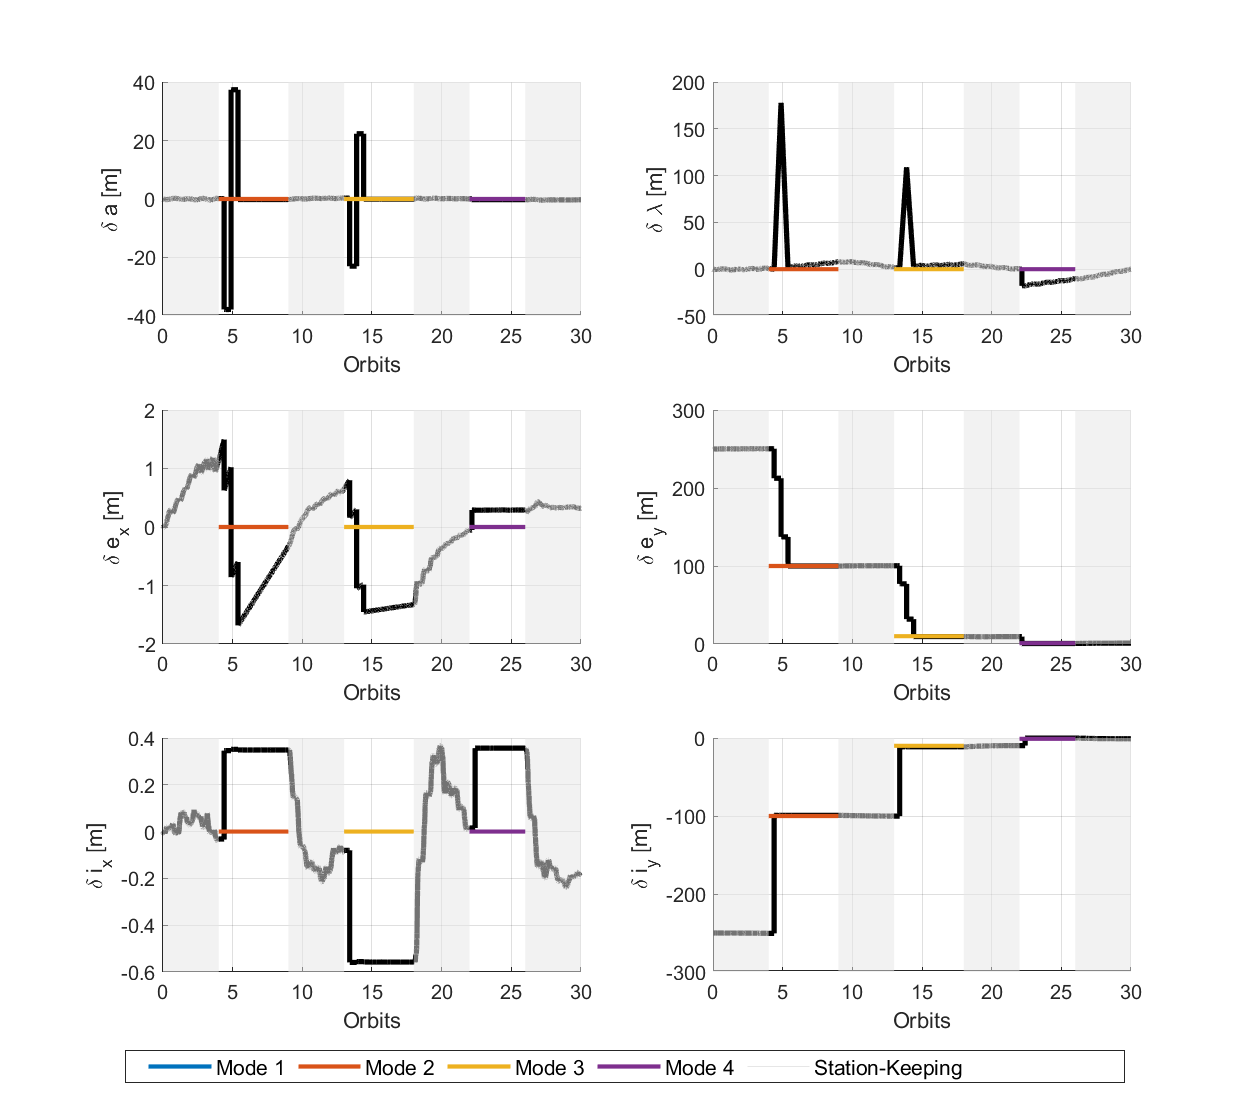 40
20
0
-20
-40
δ a [m]
0 5 10 15 20 25 30
Orbits
200
150
100
50
0
-50
δ λ [m]
0 5 10 15 20 25 30
Orbits
2
1
0
-1
-2
δ e_x [m]
0 5 10 15 20 25 30
Orbits
300
200
100
0
δ e_y [m]
0 5 10 15 20 25 30
Orbits
0.4
0.2
0
-0.2
-0.4
-0.6
δ i_x [m]
0 5 10 15 20 25 30
Orbits
0
-100
-200
-300
δ i_y [m]
0 5 10 15 20 25 30
Orbits
Mode 1 Mode 2 Mode 3 Mode 4 Station-Keeping